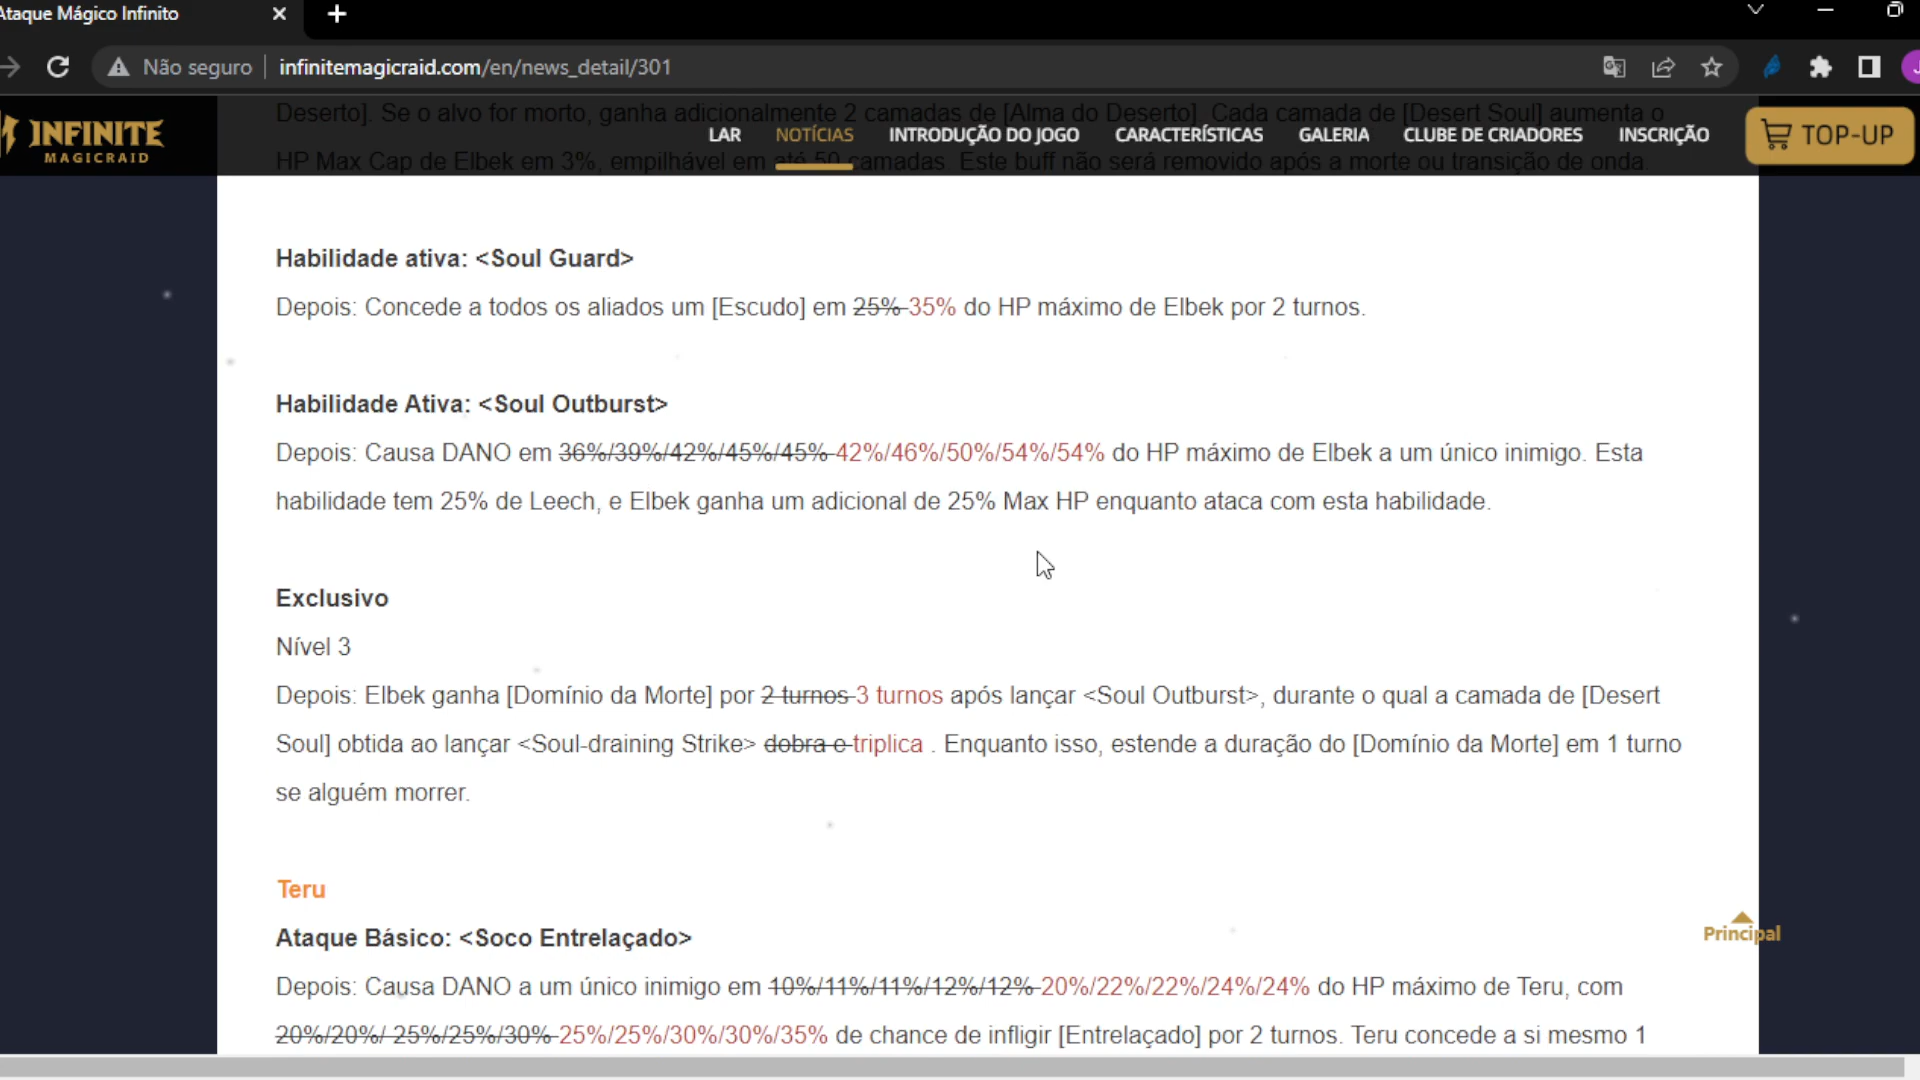 Ataque Mágico Infinito
Não seguro
infinitemagicraid.com/en/news_detail/301
INFINITE
MAGICRAID
LAR
NOTÍCIAS
INTRODUÇÃO DO JOGO
CARACTERÍSTICAS
GALERIA
CLUBE DE CRIADORES
INSCRIÇÃO
TOP-UP
Deserto]. Se o alvo for morto, ganha adicionalmente 2 camadas de [Alma do Deserto]. Cada camada de [Desert Soul] aumenta o
HP Max Cap de Elbek em 3%, empilhável em até 50 camadas. Este buff não será removido após a morte ou transição de onda
Habilidade ativa: <Soul Guard>
Depois: Concede a todos os aliados um [Escudo] em 25% 35% do HP máximo de Elbek por 2 turnos.
Habilidade Ativa: <Soul Outburst>
Depois: Causa DANO em 36%/39%/42%/45%/45% 42%/46%/50%/54%/54% do HP máximo de Elbek a um único inimigo. Esta
habilidade tem 25% de Leech, e Elbek ganha um adicional de 25% Max HP enquanto ataca com esta habilidade.
Exclusivo
Nível 3
Depois: Elbek ganha [Domínio da Morte] por 2 turnos 3 turnos após lançar <Soul Outburst>, durante o qual a camada de [Desert
Soul] obtida ao lançar <Soul-draining Strike> dobra e triplica . Enquanto isso, estende a duração do [Domínio da Morte] em 1 turno
se alguém morrer.
Teru
Principal
Ataque Básico: <Soco Entrelaçado>
Depois: Causa DANO a um único inimigo em 10%/11%/11%/12%/12% 20%/22%/22%/24%/24% do HP máximo de Teru, com
20%/20%/ 25%/25%/30% 25%/25%/30%/30%/35% de chance de infligir [Entrelaçado] por 2 turnos. Teru concede a si mesmo 1